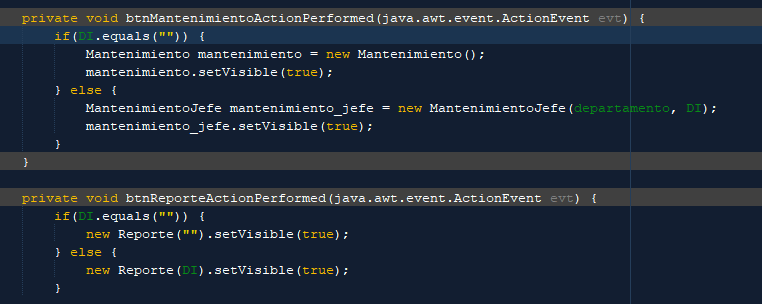 private void btnMantenimientoActionPerformed(java.awt.event.ActionEvent evt) {
    if(DI.equals("")) {
        Mantenimiento mantenimiento = new Mantenimiento();
        mantenimiento.setVisible(true);
    } else {
        MantenimientoJefe mantenimiento_jefe = new MantenimientoJefe(departamento, DI);
        mantenimiento_jefe.setVisible(true);
    }
}
private void btnReporteActionPerformed(java.awt.event.ActionEvent evt) {
    if(DI.equals("")) {
        new Reporte("").setVisible(true);
    } else {
        new Reporte(DI).setVisible(true);
    }